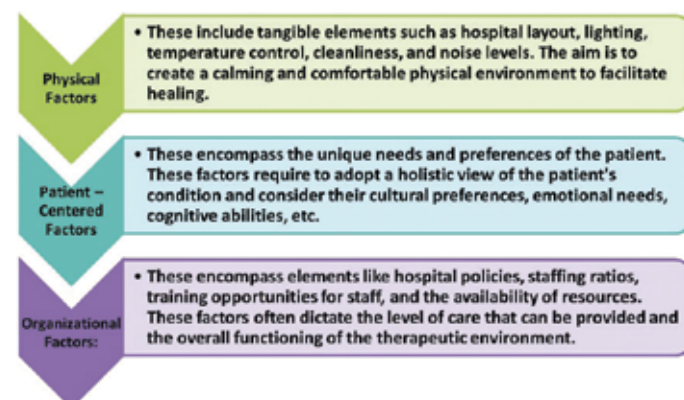 Physical
Factors
• These include tangible elements such as hospital layout, lighting,
temperature control, cleanliness, and noise levels. The aim is to
create a calming and comfortable physical environment to facilitate
healing.
Patient –
Centered
Factors
• These encompass the unique needs and preferences of the patient.
These factors require to adopt a holistic view of the patient's
condition and consider their cultural preferences, emotional needs,
cognitive abilities, etc.
Organizational
Factors:
• These encompass elements like hospital policies, staffing ratios,
training opportunities for staff, and the availability of resources.
These factors often dictate the level of care that can be provided and
the overall functioning of the therapeutic environment.